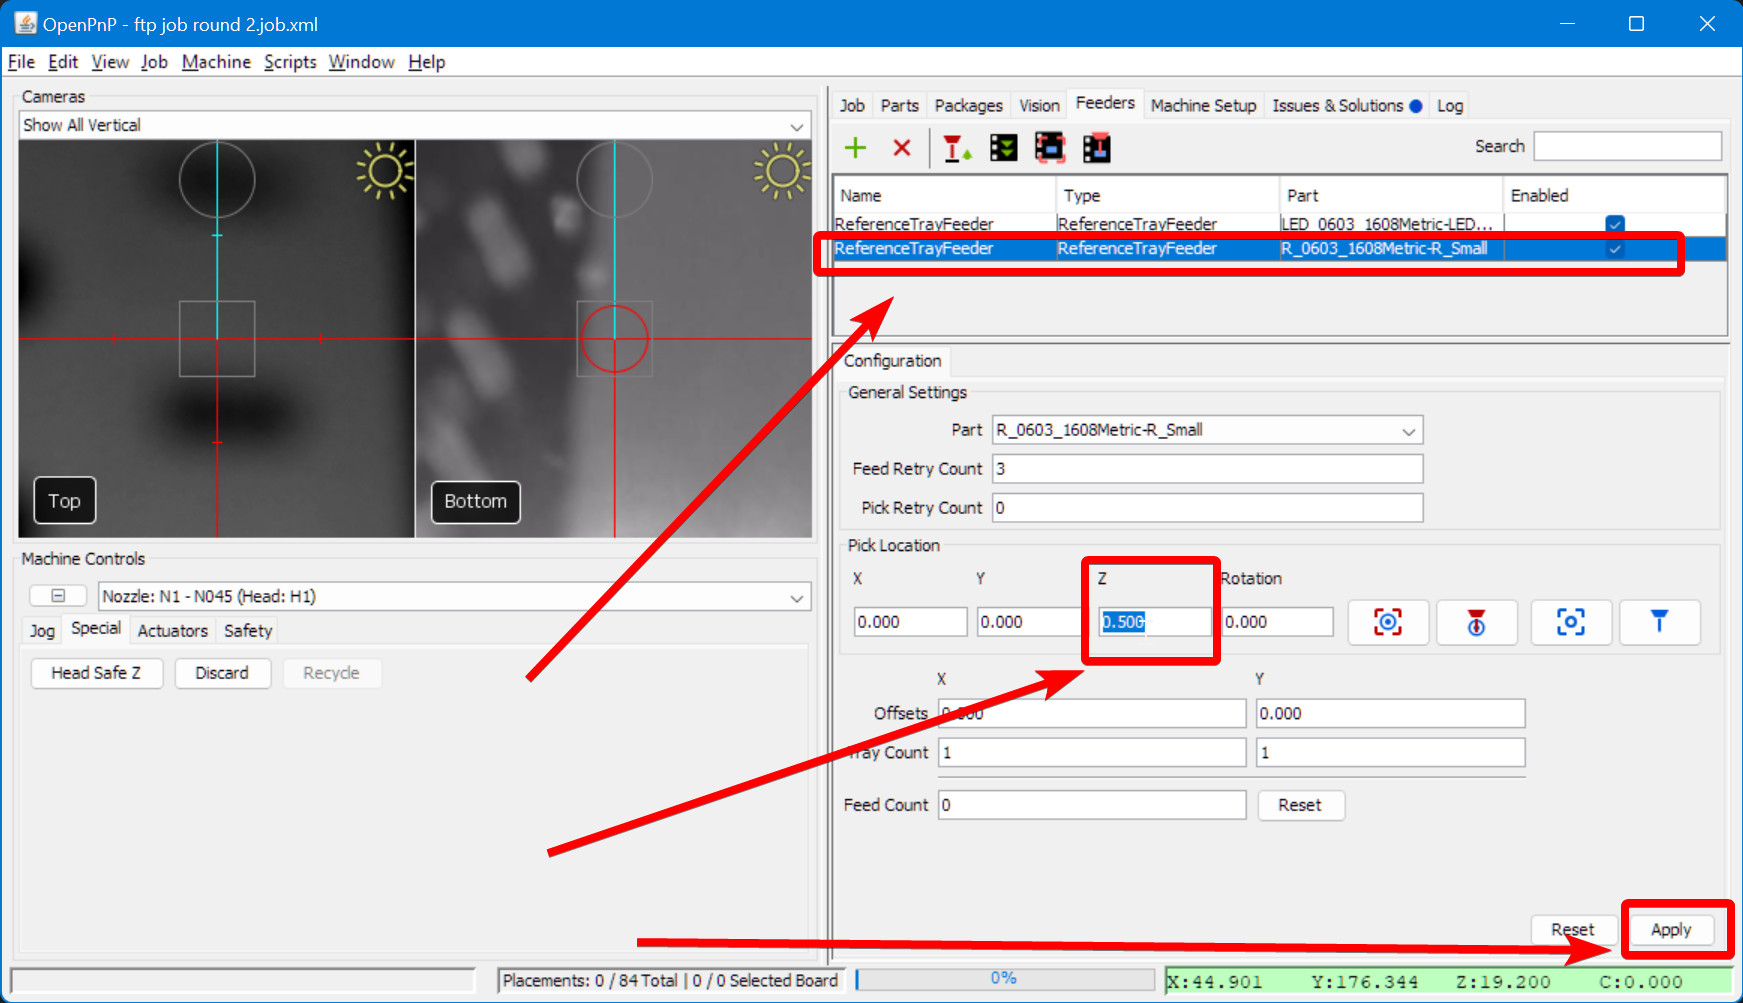 OpenPnP - ftp job round 2.job.xml
File Edit View Job Machine Scripts Window Help
Cameras
Show All Vertical
Top
Bottom
Machine Controls
Nozzle: N1 - N045 (Head: H1)
Jog Special Actuators Safety
Head Safe Z Discard Recycle
Job Parts Packages Vision Feeders Machine Setup Issues & Solutions Log
Search
Name Type Part Enabled
ReferenceTrayFeeder ReferenceTrayFeeder LED_0603_1608Metric-LED...
ReferenceTrayFeeder ReferenceTrayFeeder R_0603_1608Metric-R_Small
Configuration
General Settings
Part R_0603_1608Metric-R_Small
Feed Retry Count 3
Pick Retry Count 0
Pick Location
X Y Z Rotation
0.000 0.000 0.500 0.000
X Y
Offsets 0.000 0.000
Tray Count 1 1
Feed Count 0 Reset
Reset Apply
Placements: 0 / 84 Total | 0 / 0 Selected Board 0% X:44.901 Y:176.344 Z:19.200 C:0.000